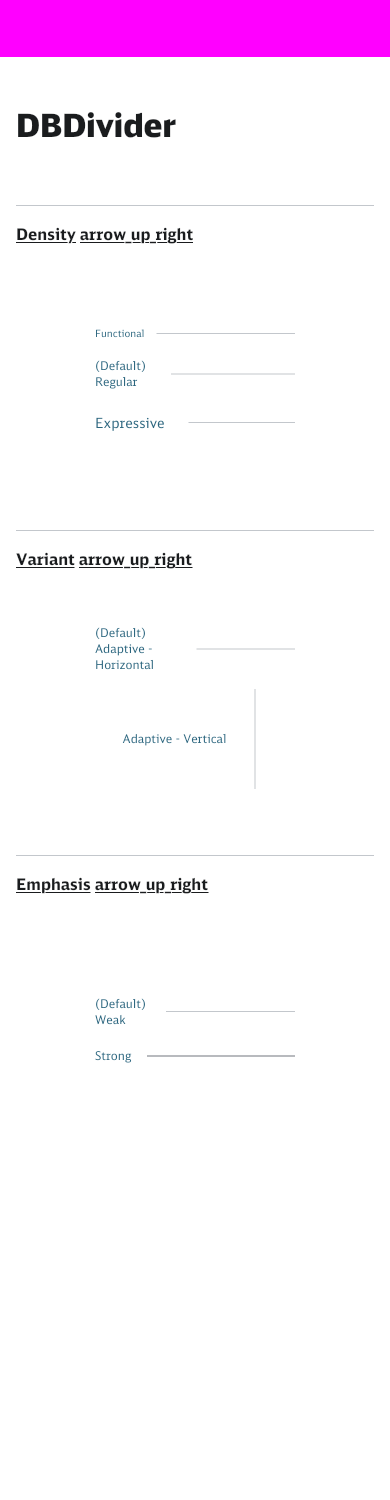 DBDivider
Density arrow_up_right
Functional
(Default)
Regular
Expressive
Variant arrow_up_right
(Default)
Adaptive -
Horizontal
Adaptive - Vertical
Emphasis arrow_up_right
(Default)
Weak
Strong